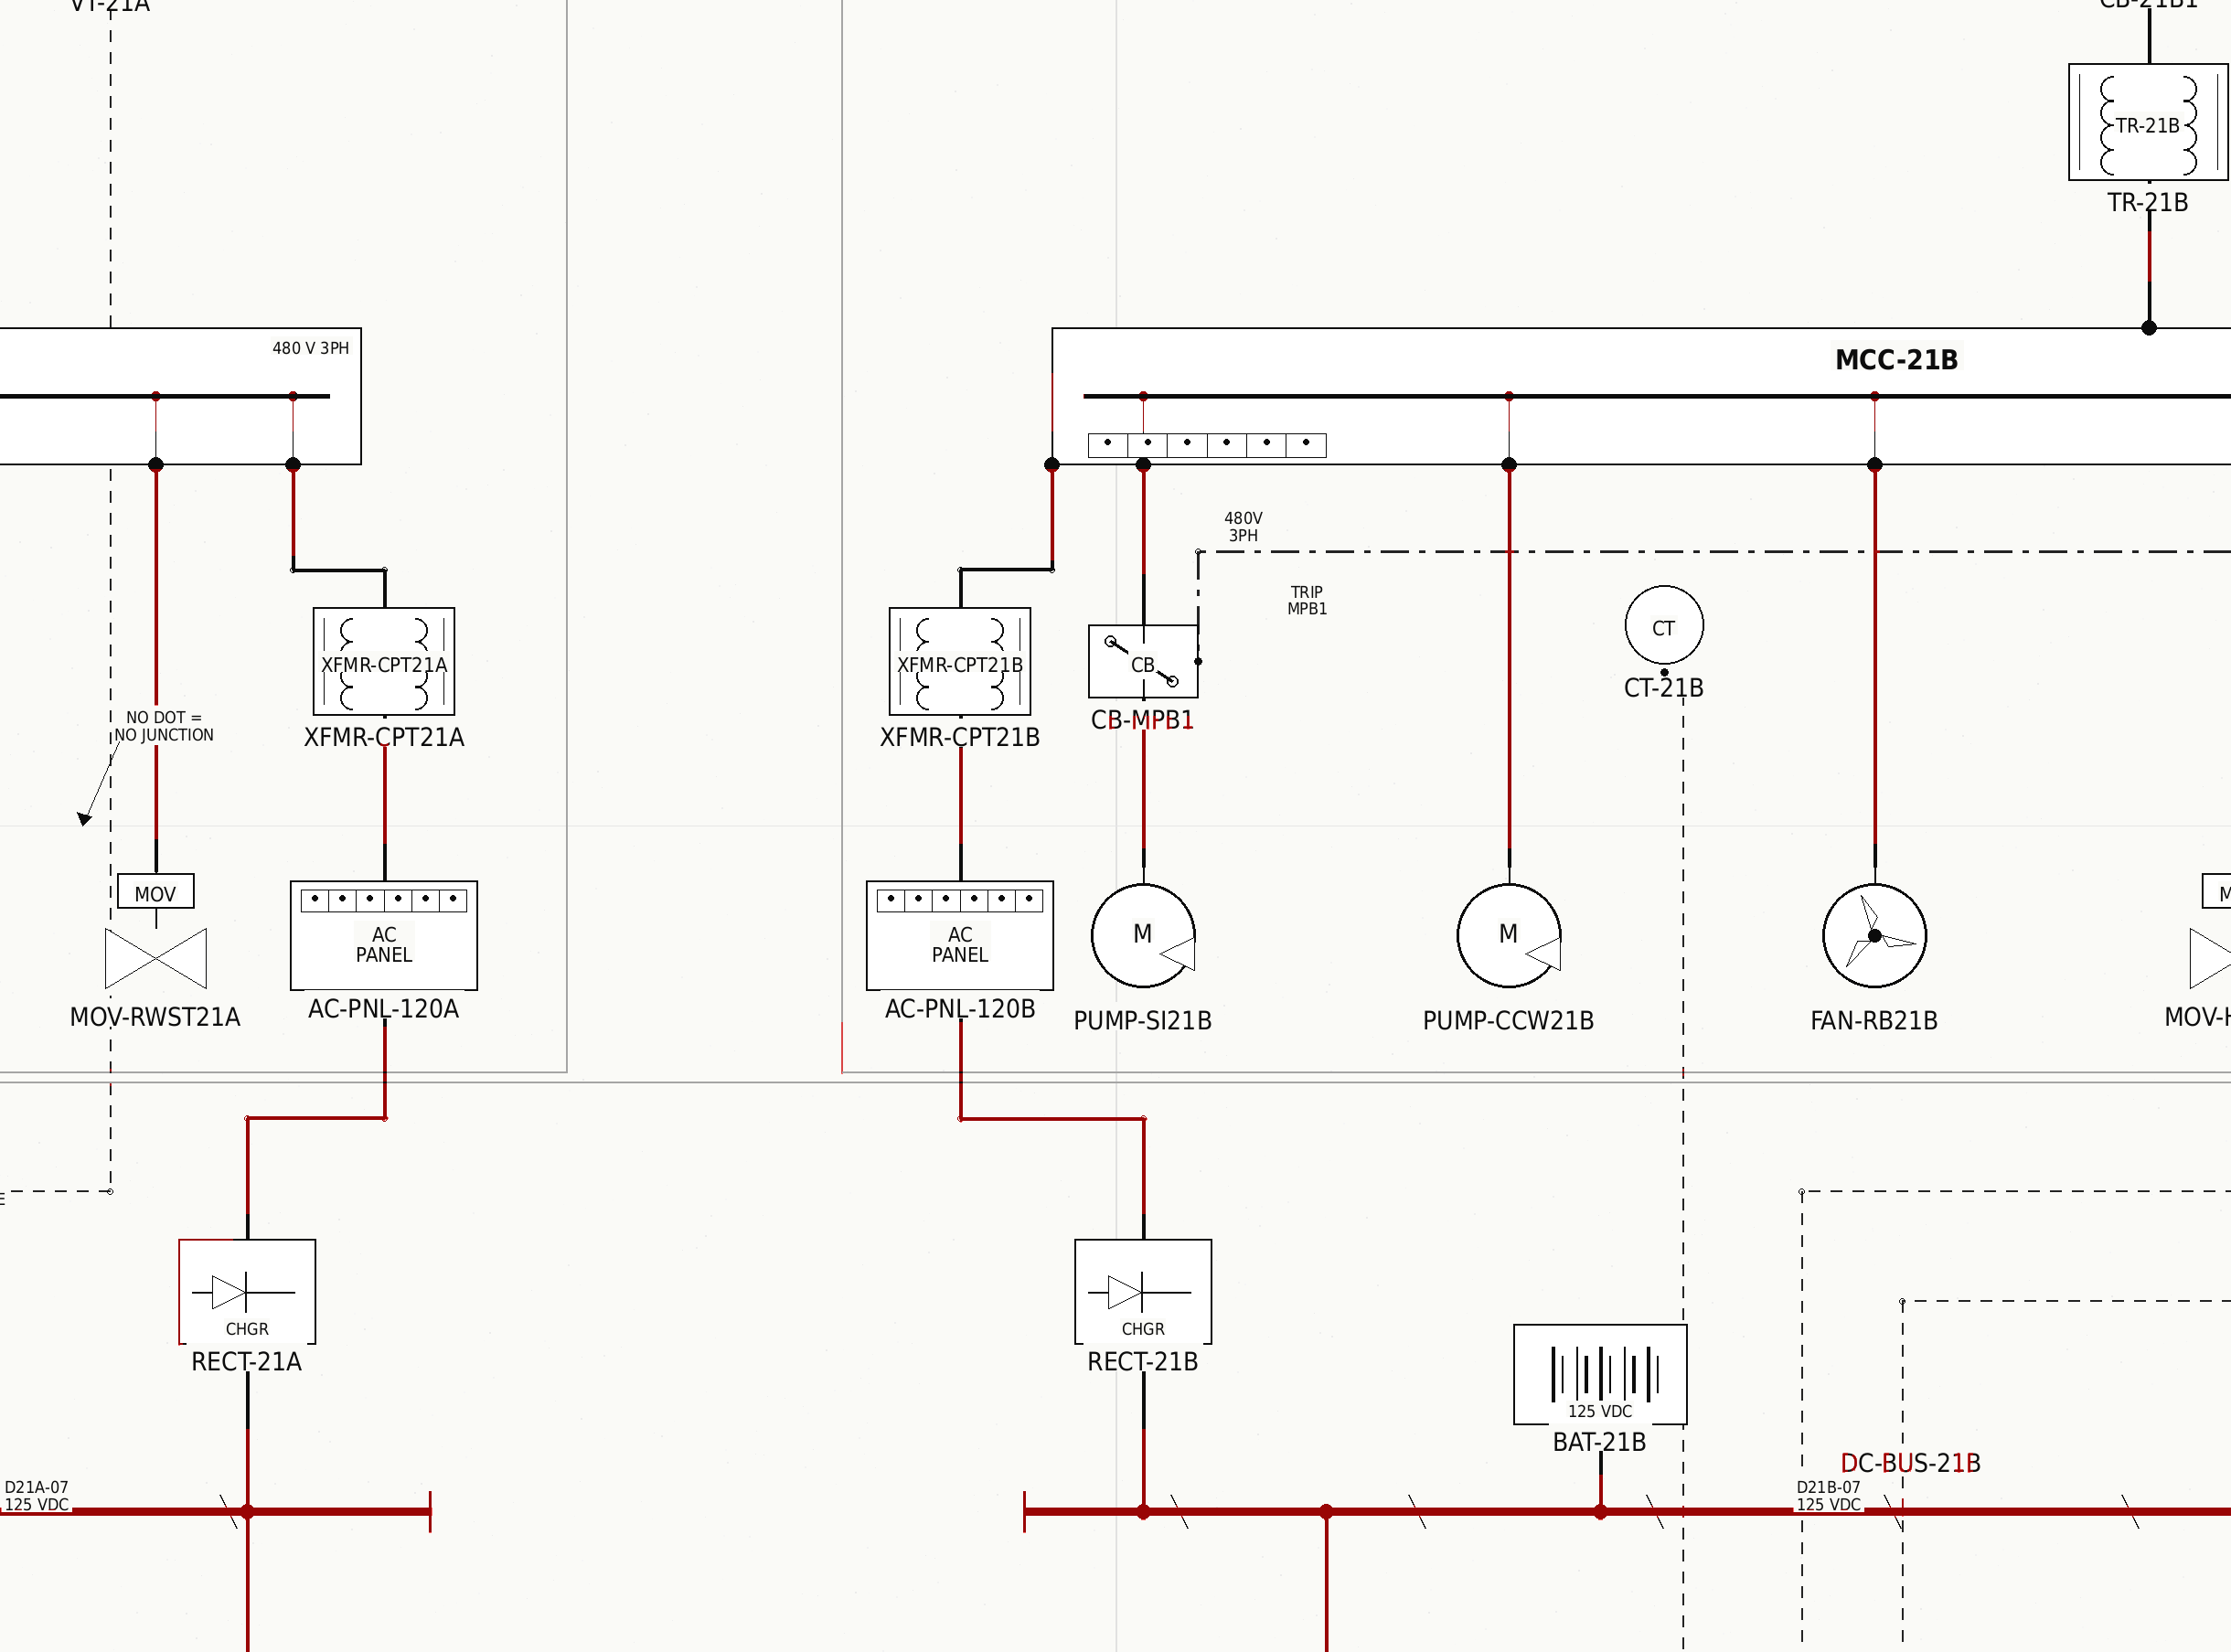 VT-21A
CB-21B1
TR-21B
TR-21B
480 V 3PH
MCC-21B
480V
3PH
TRIP
MPB1
CT
CT-21B
XFMR-CPT21A
XFMR-CPT21A
XFMR-CPT21B
XFMR-CPT21B
CB
CB-MPB1
NO DOT =
NO JUNCTION
MOV
MOV-RWST21A
AC
PANEL
AC-PNL-120A
AC
PANEL
AC-PNL-120B
M
PUMP-SI21B
M
PUMP-CCW21B
FAN-RB21B
M
MOV-H
E
CHGR
RECT-21A
CHGR
RECT-21B
125 VDC
BAT-21B
DC-BUS-21B
D21A-07
125 VDC
D21B-07
125 VDC